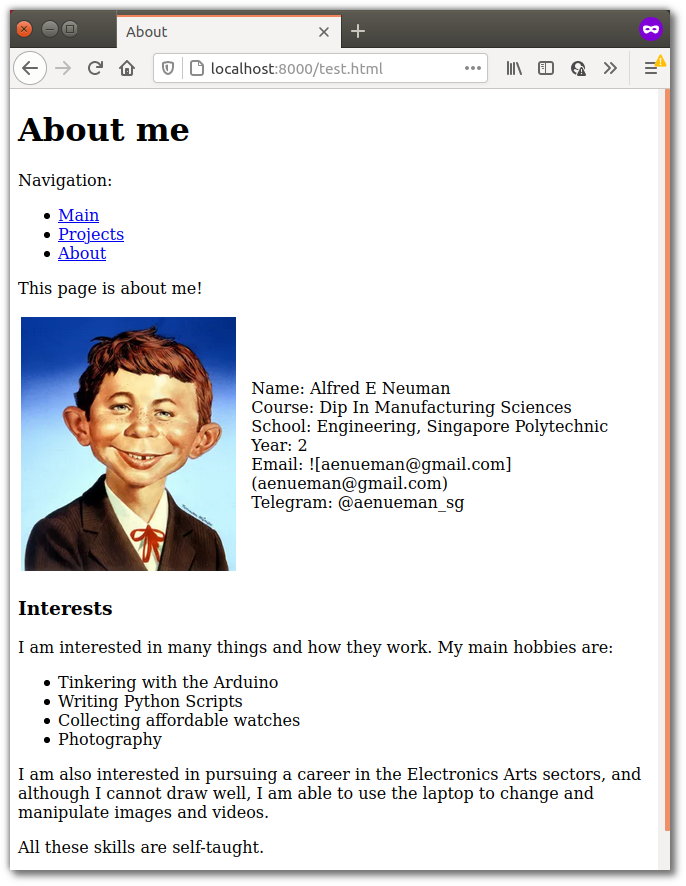 About
localhost:8000/test.html
About me
Navigation:
Main
Projects
About
This page is about me!
Name: Alfred E Neuman
Course: Dip In Manufacturing Sciences
School: Engineering, Singapore Polytechnic
Year: 2
Email: ![aenueman@gmail.com]
(aenueman@gmail.com)
Telegram: @aenueman_sg
Interests
I am interested in many things and how they work. My main hobbies are:
Tinkering with the Arduino
Writing Python Scripts
Collecting affordable watches
Photography
I am also interested in pursuing a career in the Electronics Arts sectors, and
although I cannot draw well, I am able to use the laptop to change and
manipulate images and videos.
All these skills are self-taught.